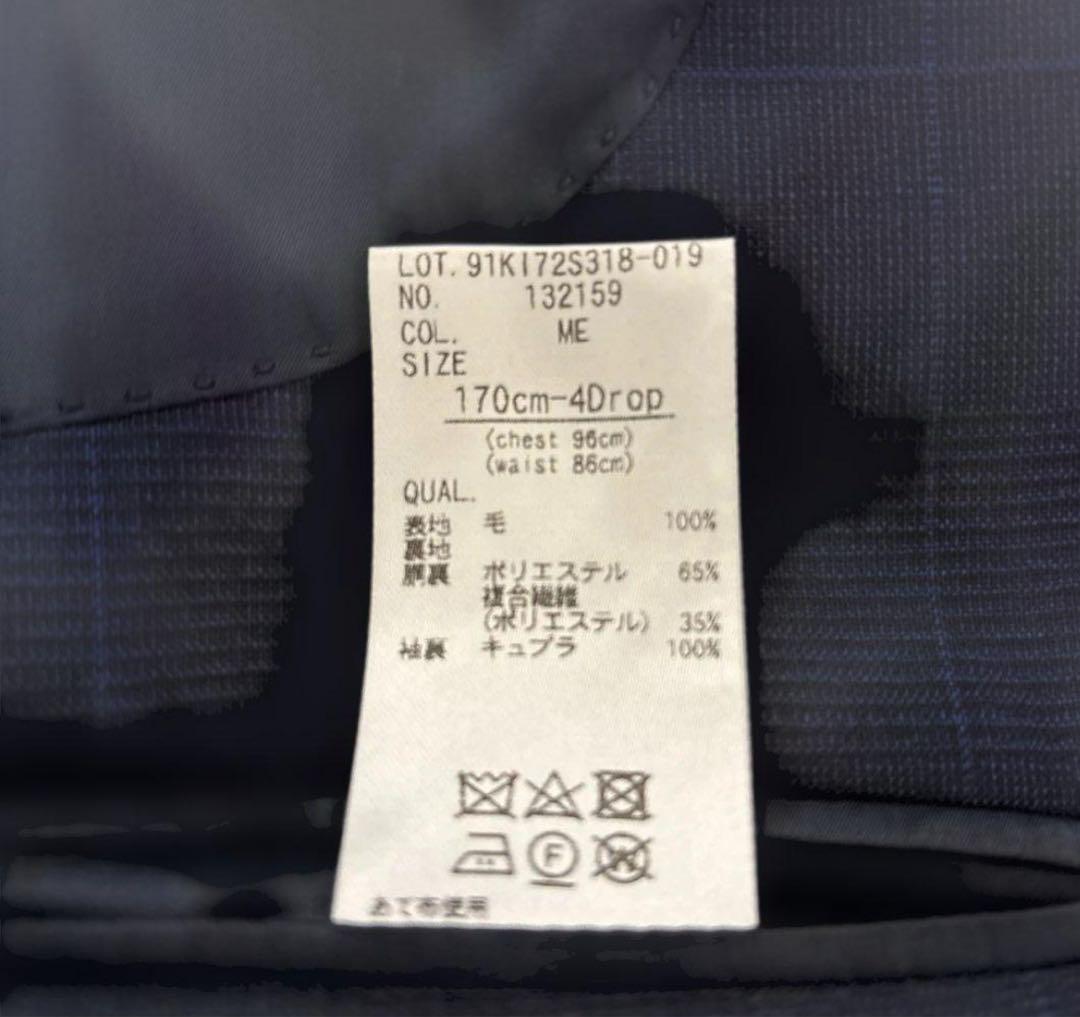 LOT. 91KI72S318-019
NO. 132159
COL. ME
SIZE
170cm-4Drop
(chest 96cm)
(waist 86cm)
QUAL.
表地 毛 100%
裏地
胴裏 ポリエステル 65%
複合繊維
(ポリエステル) 35%
袖裏 キュプラ 100%
F
W
あて布使用